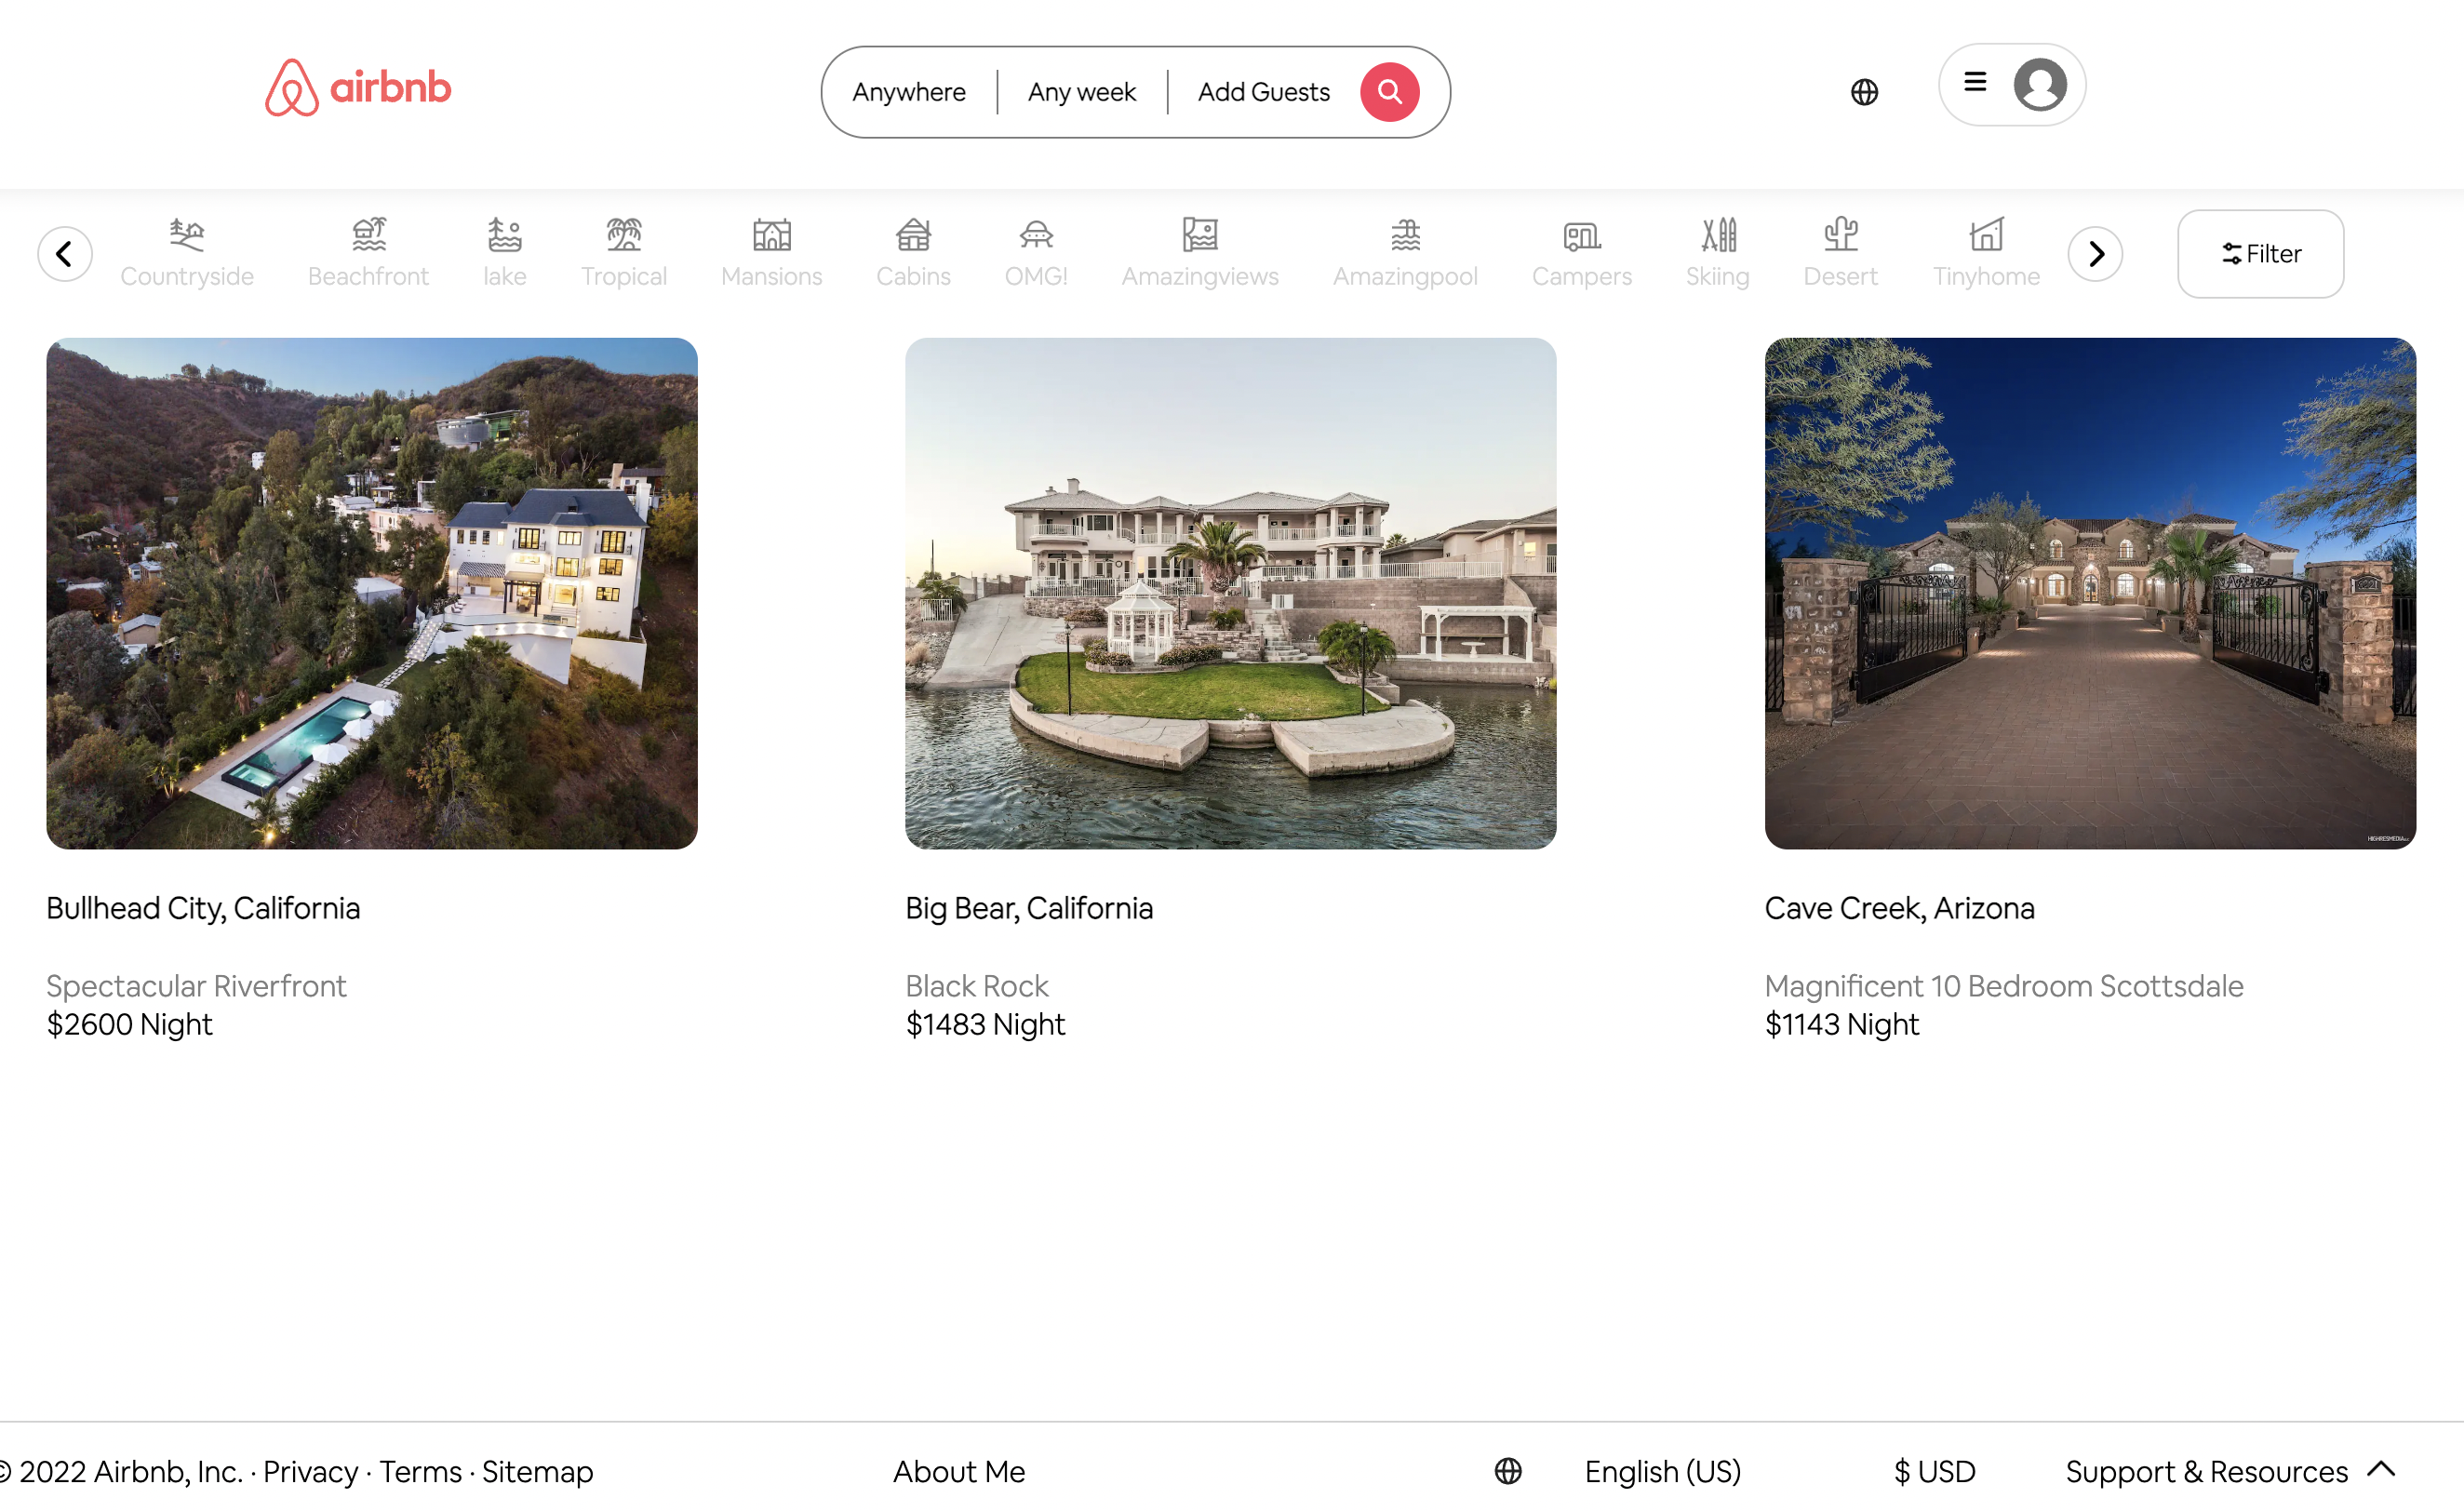 airbnb
Anywhere Any week Add Guests
Countryside Beachfront lake Tropical Mansions Cabins OMG! Amazingviews Amazingpool Campers Skiing Desert Tinyhome Filter
HIGHRESMEDIA
Bullhead City, California Big Bear, California Cave Creek, Arizona
Spectacular Riverfront Black Rock Magnificent 10 Bedroom Scottsdale
$2600 Night $1483 Night $1143 Night
© 2022 Airbnb, Inc. · Privacy · Terms · Sitemap About Me English (US) $ USD Support & Resources